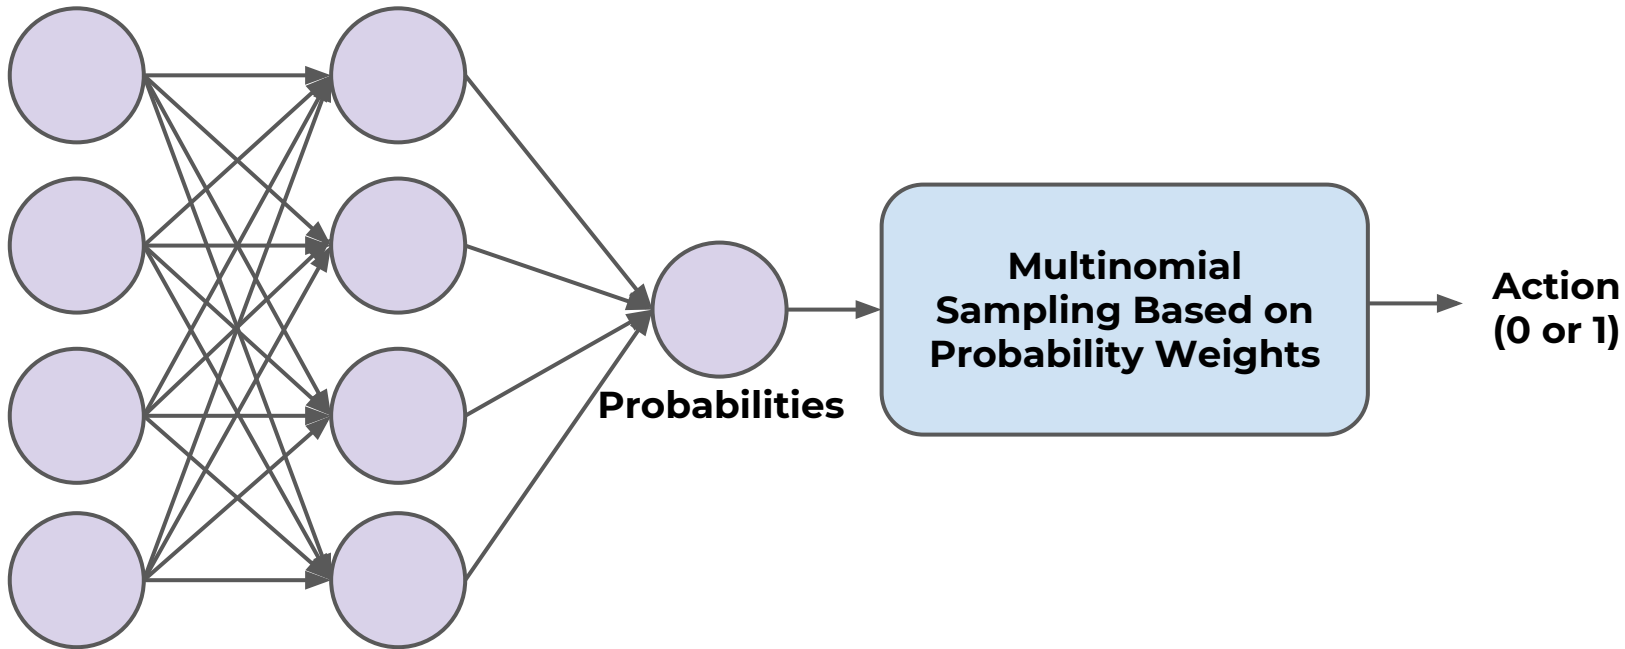 Multinomial
Sampling Based on
Probability Weights
Action
(0 or 1)
Probabilities